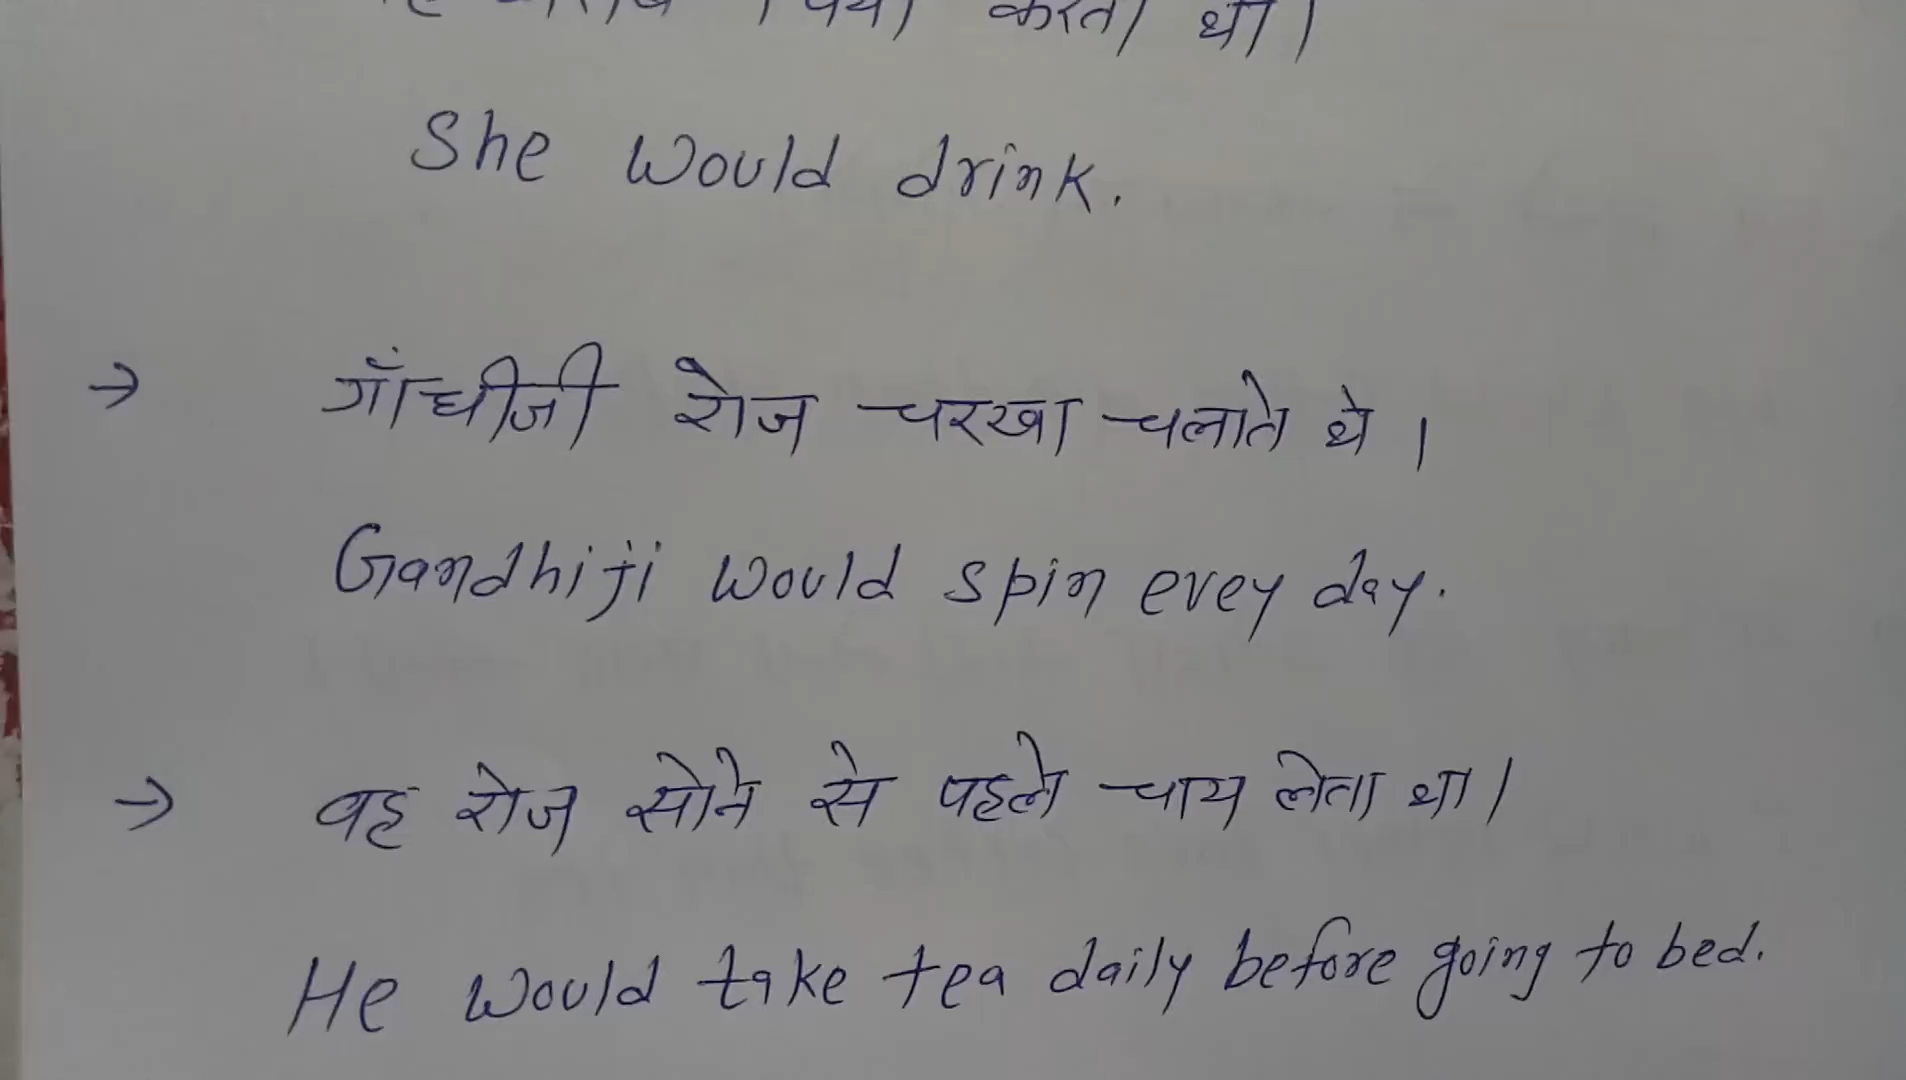 करता था।
She would drink.
→ गाँधीजी रोज चरखा चलाते थे।
Gandhiji would spin evey day.
→ वह रोज सोने से पहले चाय लेता था।
He would take tea daily before going to bed.